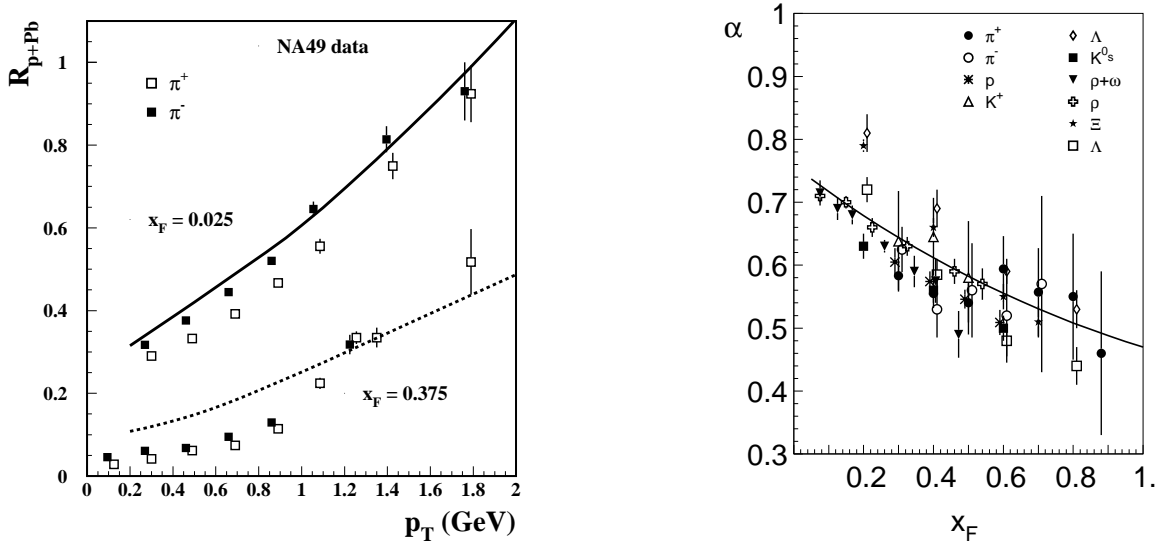 NA49 data
R_{p+Pb}
π⁺
π⁻
x_F = 0.025
x_F = 0.375
1
0.8
0.6
0.4
0.2
0
0 0.2 0.4 0.6 0.8 1 1.2 1.4 1.6 1.8 2
p_T (GeV)
α
π⁺
π⁻
p
K⁺
Λ
K⁰s
ρ+ω
ρ
Ξ
Λ
1
0.9
0.8
0.7
0.6
0.5
0.4
0.3
0.2 0.4 0.6 0.8 1.
x_F